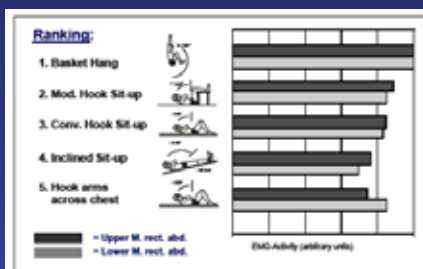 Ranking:
1. Basket Hang
2. Mod. Hook Sit-up
3. Conv. Hook Sit-up
4. Inclined Sit-up
5. Hook arms
across chest
= Upper M. rect. abd.
= Lower M. rect. abd.
EMG-Activity (arbitrary units)